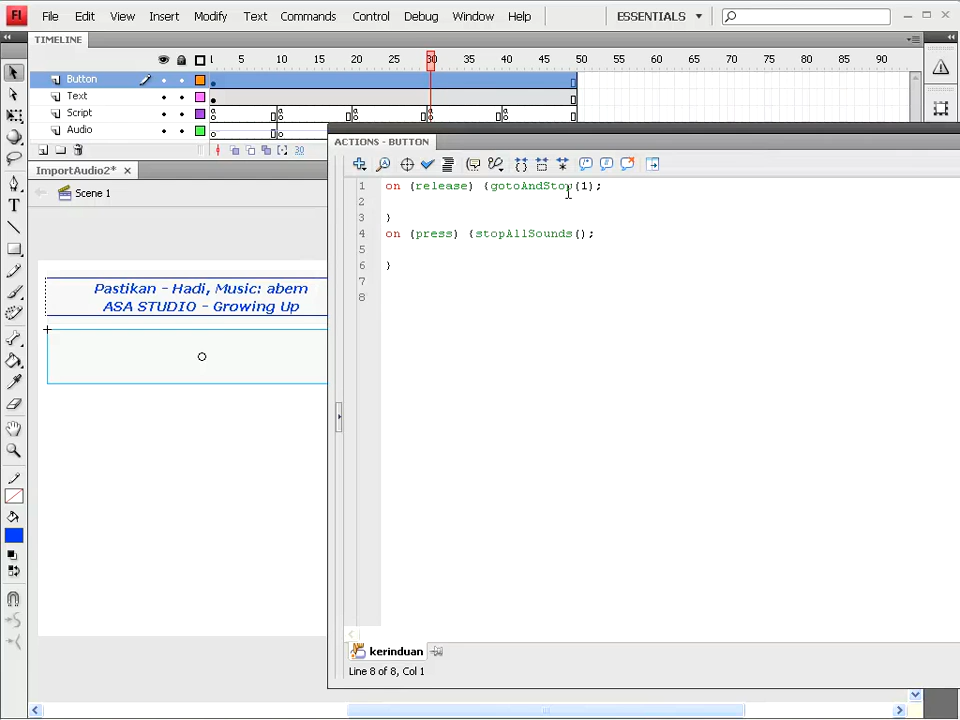 Fl File Edit View Insert Modify Text Commands Control Debug Window Help ESSENTIALS
TIMELINE
1 5 10 15 20 25 30 35 40 45 50 55 60 65 70 75 80 85 90
Button
Text
Script
Audio
30
ACTIONS - BUTTON
ImportAudio2*
Scene 1
1 on (release) {gotoAndStop(1);
2
3 }
4 on (press) {stopAllSounds();
5
6 }
7
8
Pastikan - Hadi, Music: abem
ASA STUDIO - Growing Up
kerinduan
Line 8 of 8, Col 1